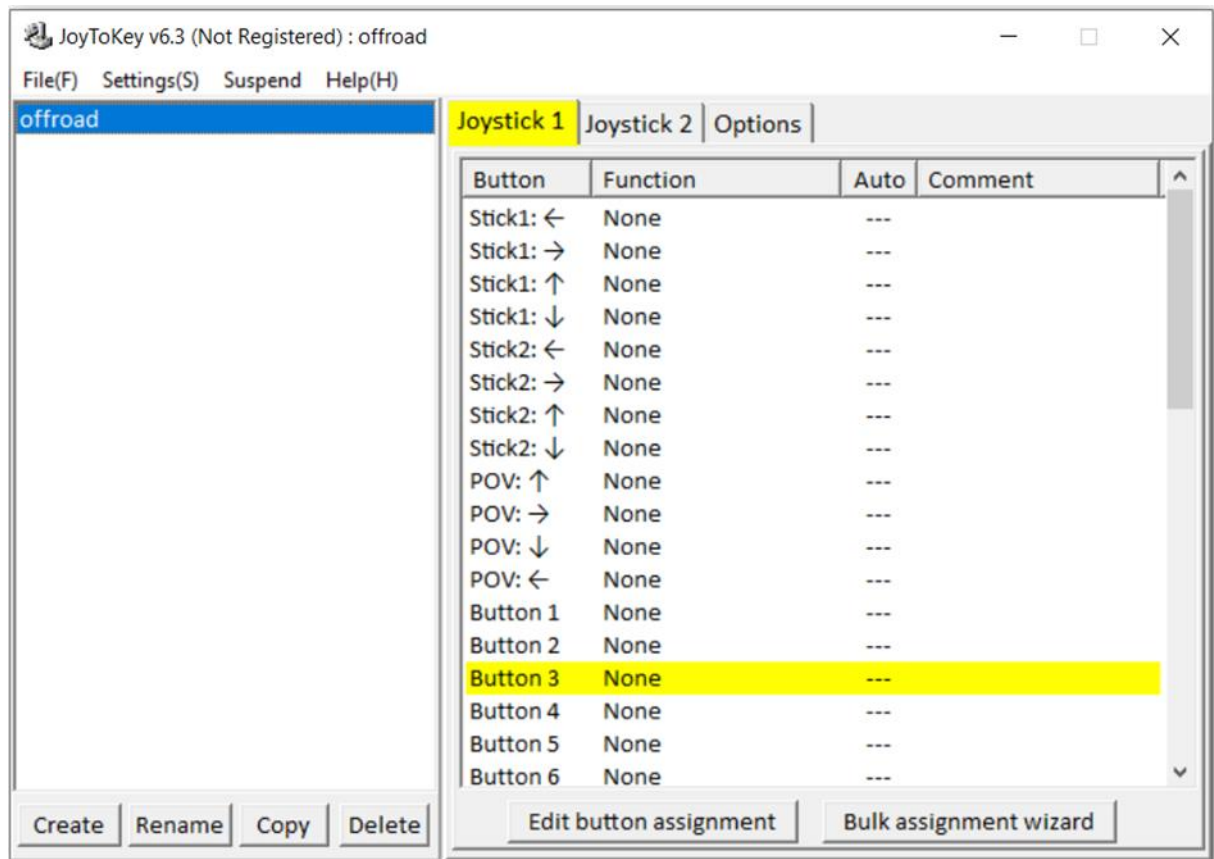 JoyToKey v6.3 (Not Registered) : offroad
File(F) Settings(S) Suspend Help(H)
offroad
Joystick 1 Joystick 2 Options
Button Function Auto Comment
Stick1: ← None ---
Stick1: → None ---
Stick1: ↑ None ---
Stick1: ↓ None ---
Stick2: ← None ---
Stick2: → None ---
Stick2: ↑ None ---
Stick2: ↓ None ---
POV: ↑ None ---
POV: → None ---
POV: ↓ None ---
POV: ← None ---
Button 1 None ---
Button 2 None ---
Button 3 None ---
Button 4 None ---
Button 5 None ---
Button 6 None ---
Create Rename Copy Delete Edit button assignment Bulk assignment wizard